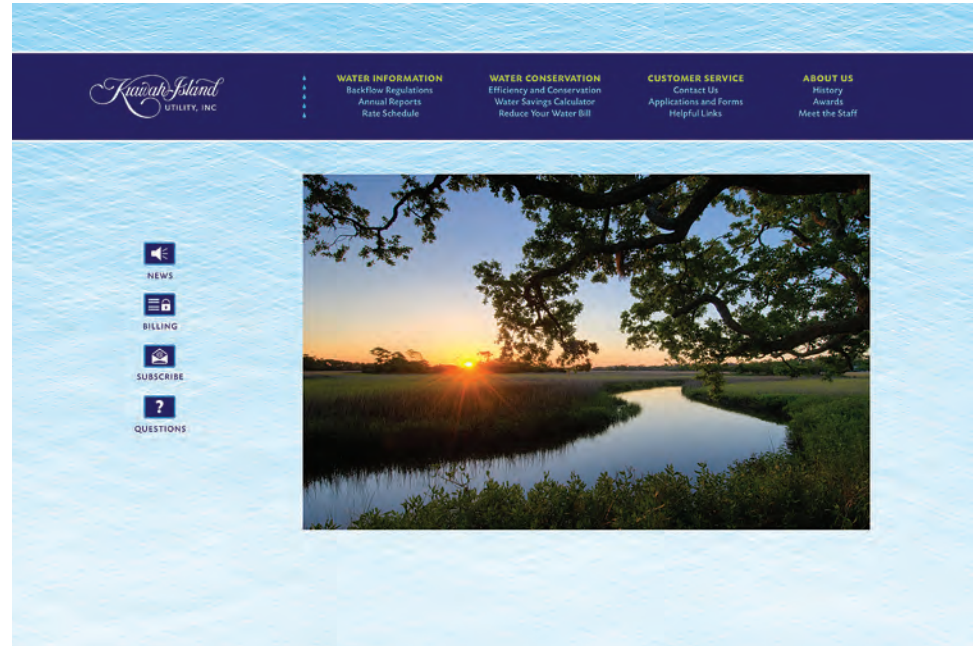 Kiawah Island
UTILITY, INC
WATER INFORMATION
Backflow Regulations
Annual Reports
Rate Schedule
WATER CONSERVATION
Efficiency and Conservation
Water Savings Calculator
Reduce Your Water Bill
CUSTOMER SERVICE
Contact Us
Applications and Forms
Helpful Links
ABOUT US
History
Awards
Meet the Staff
NEWS
BILLING
SUBSCRIBE
?
QUESTIONS